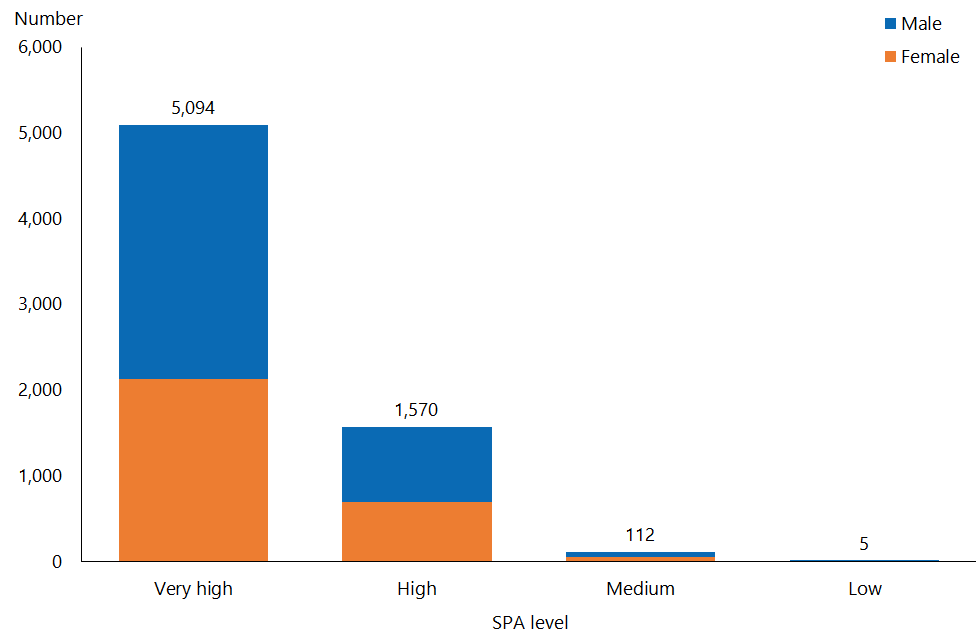 Number
Male
Female
6,000
5,000
4,000
3,000
2,000
1,000
0
5,094
1,570
112
5
Very high
High
Medium
Low
SPA level